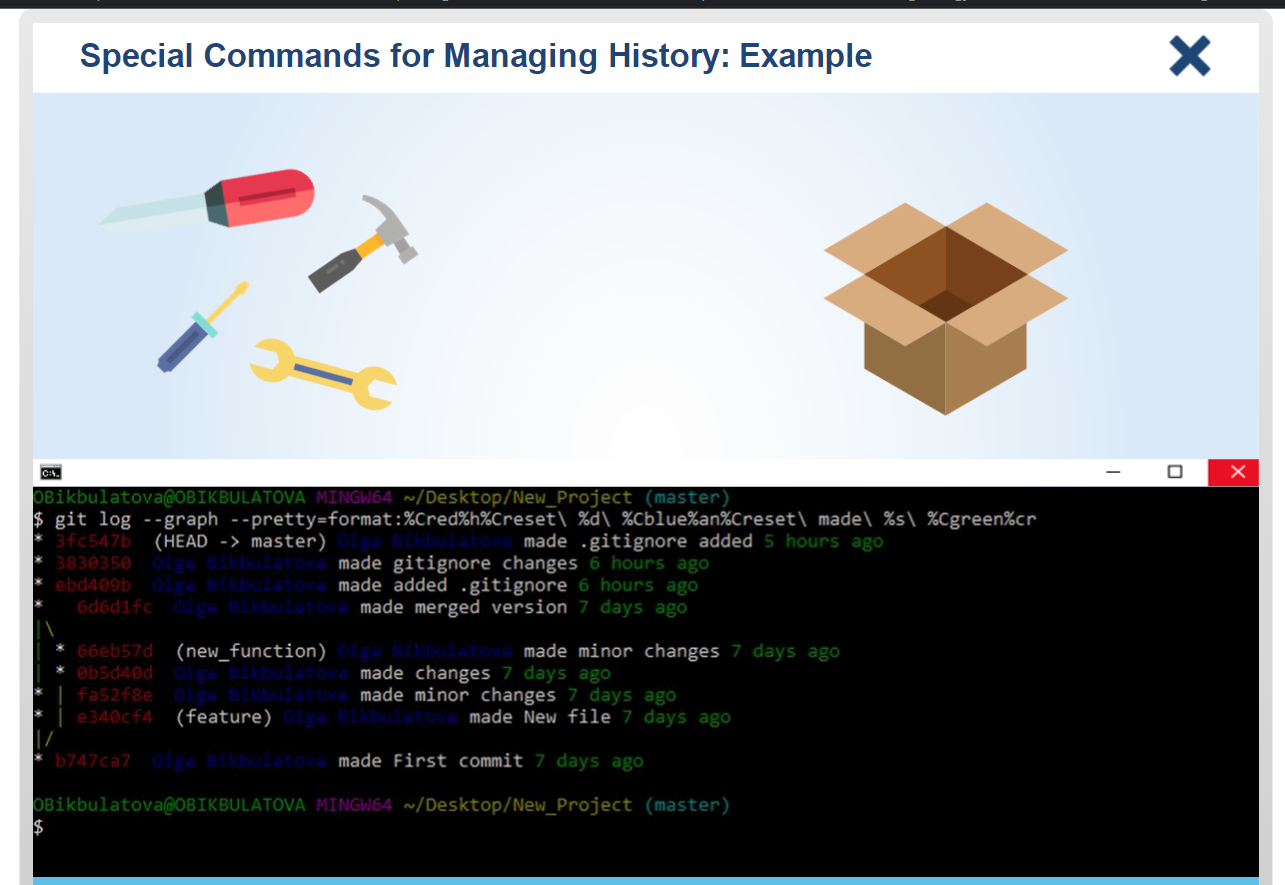 Special Commands for Managing History: Example
C:\.
OBikbulatova@OBIKBULATOVA MINGW64 ~/Desktop/New_Project (master)
$ git log --graph --pretty=format:%Cred%h%Creset\ %d\ %Cblue%an%Creset\ made\ %s\ %Cgreen%cr
* 3fc547b  (HEAD -> master) Olga Bikbulatova made .gitignore added 5 hours ago
* 3830350  Olga Bikbulatova made gitignore changes 6 hours ago
* ebd409b  Olga Bikbulatova made added .gitignore 6 hours ago
*   6d6d1fc  Olga Bikbulatova made merged version 7 days ago
|\
| * 66eb57d  (new_function) Olga Bikbulatova made minor changes 7 days ago
| * 0b5d40d  Olga Bikbulatova made changes 7 days ago
* | fa52f8e  Olga Bikbulatova made minor changes 7 days ago
* | e340cf4  (feature) Olga Bikbulatova made New file 7 days ago
|/
* b747ca7  Olga Bikbulatova made First commit 7 days ago
OBikbulatova@OBIKBULATOVA MINGW64 ~/Desktop/New_Project (master)
$